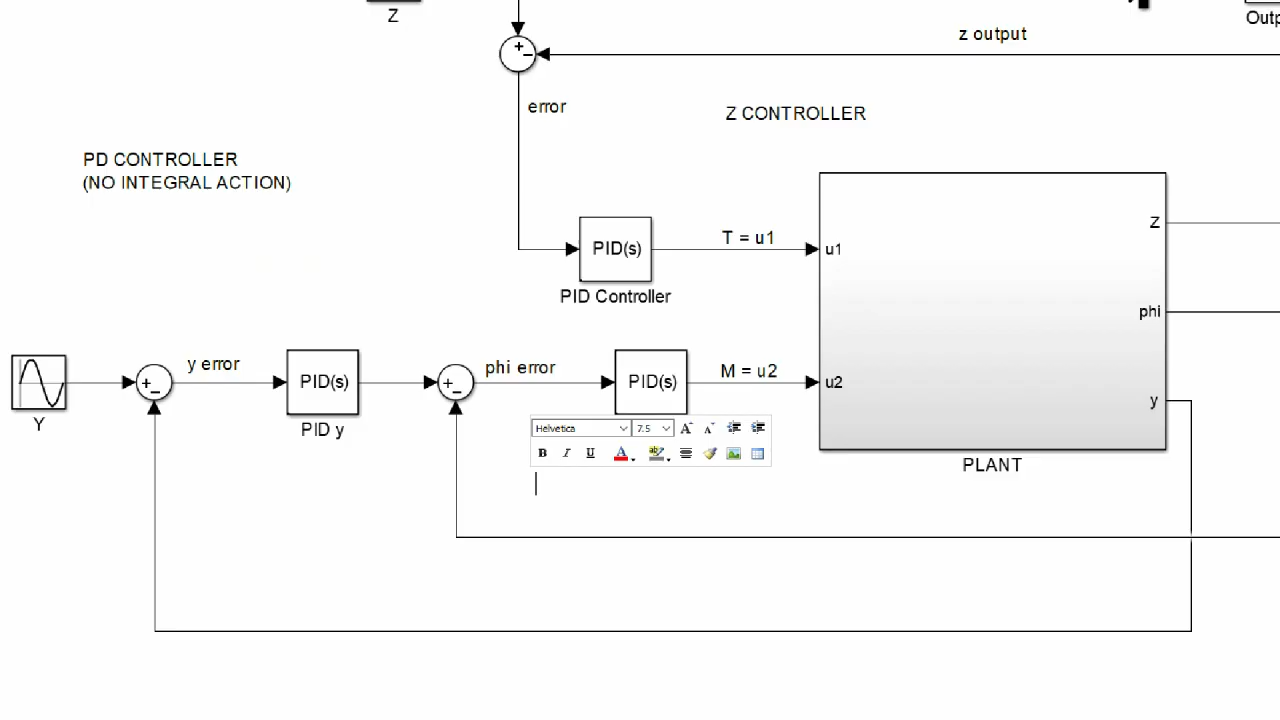 Z
Outp
z output
+
−
error
Z CONTROLLER
PD CONTROLLER
(NO INTEGRAL ACTION)
PID(s)
PID Controller
T = u1
u1
Z
phi
y error
phi error
M = u2
u2
PID(s)
PID(s)
+
−
+
−
y
Y
PID y
Helvetica
7.5
A
A
B I U A ab
PLANT